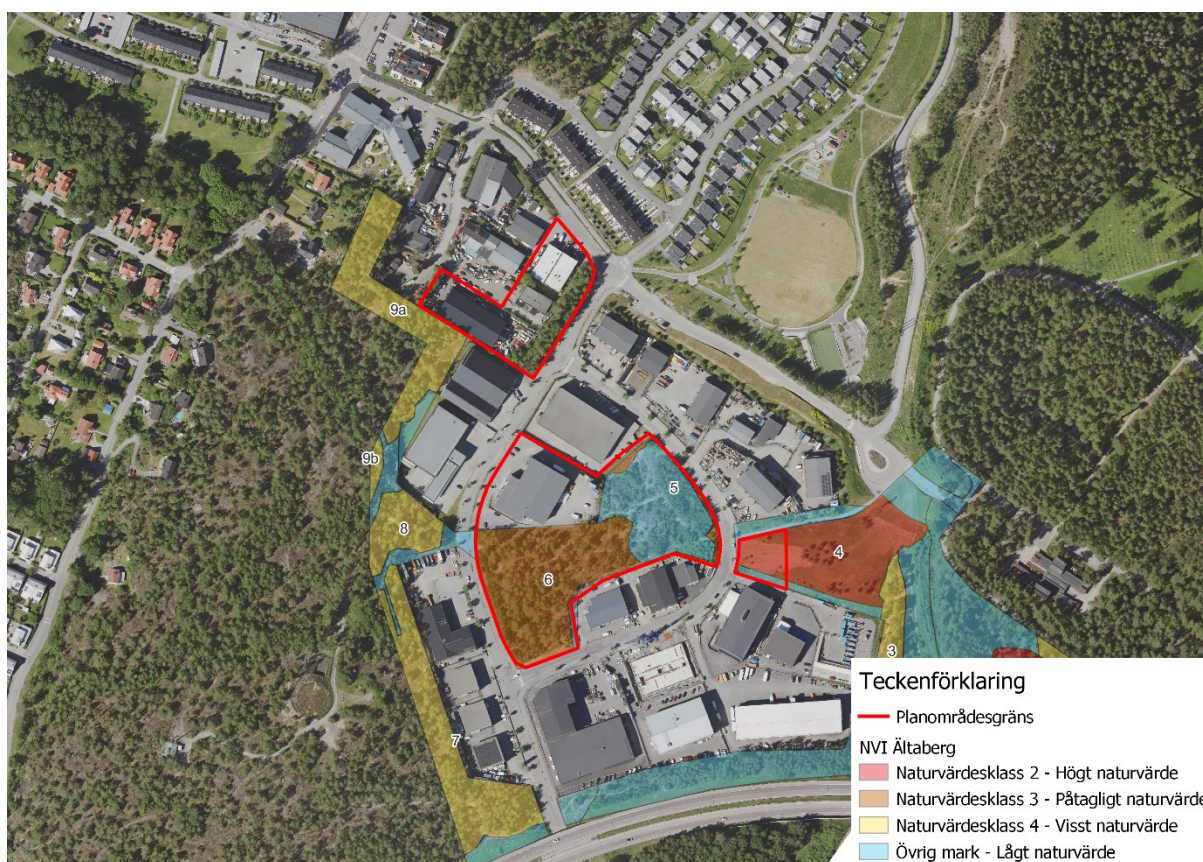 9a
9b
5
8
4
6
3
7
Teckenförklaring
Planområdesgräns
NVI Ältaberg
Naturvärdesklass 2 - Högt naturvärde
Naturvärdesklass 3 - Påtagligt naturvärde
Naturvärdesklass 4 - Visst naturvärde
Övrig mark - Lågt naturvärde